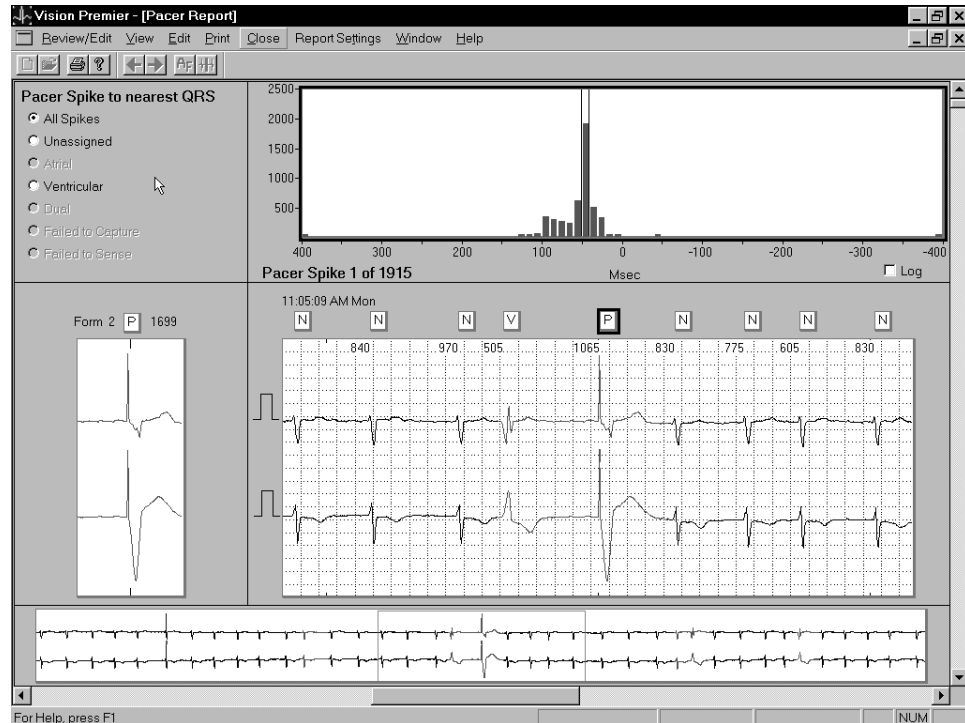 Vision Premier - [Pacer Report]
Review/Edit View Edit Print Close Report Settings Window Help
Pacer Spike to nearest QRS
All Spikes
Unassigned
Atrial
Ventricular
Dual
Failed to Capture
Failed to Sense
2500
2000
1500
1000
500
400 300 200 100 0 -100 -200 -300 -400
Pacer Spike 1 of 1915
Msec
Log
11:05:09 AM Mon
Form 2 P 1699
N N N V P N N N N
840 970 505 1065 830 775 605 830
For Help, press F1
NUM